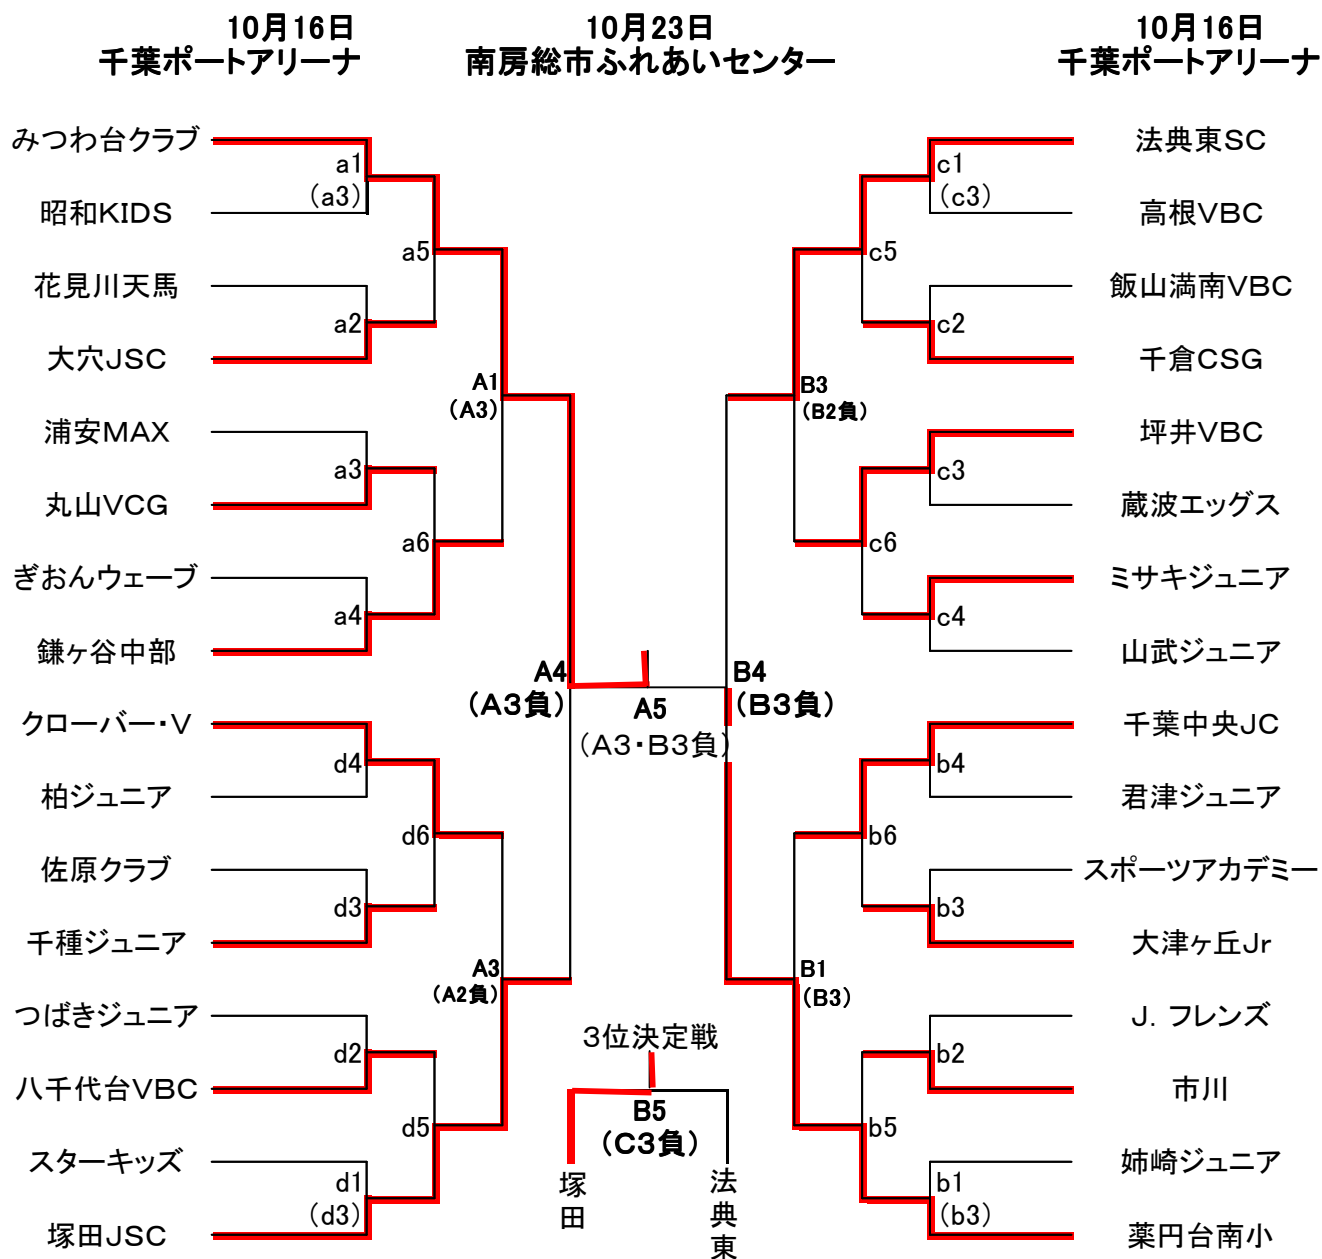 10月16日
千葉ポートアリーナ
10月23日
南房総市ふれあいセンター
10月16日
千葉ポートアリーナ
みつわ台クラブ
a1
(a3)
昭和KIDS
a5
花見川天馬
a2
大穴JSC
A1
(A3)
浦安MAX
a3
丸山VCG
a6
ぎおんウェーブ
a4
鎌ヶ谷中部
A4
(A3負)
クローバー・V
d4
柏ジュニア
d6
佐原クラブ
d3
千種ジュニア
A3
(A2負)
つばきジュニア
d2
八千代台VBC
d5
スターキッズ
d1
(d3)
塚田JSC
A5
(A3・B3負)
3位決定戦
B5
(C3負)
塚田
法典東
法典東SC
c1
(c3)
高根VBC
c5
飯山満南VBC
c2
千倉CSG
B3
(B2負)
坪井VBC
c3
蔵波エッグス
c6
ミサキジュニア
c4
山武ジュニア
B4
(B3負)
千葉中央JC
b4
君津ジュニア
b6
スポーツアカデミー
b3
大津ヶ丘Jr
B1
(B3)
J. フレンズ
b2
市川
b5
姉崎ジュニア
b1
(b3)
薬円台南小